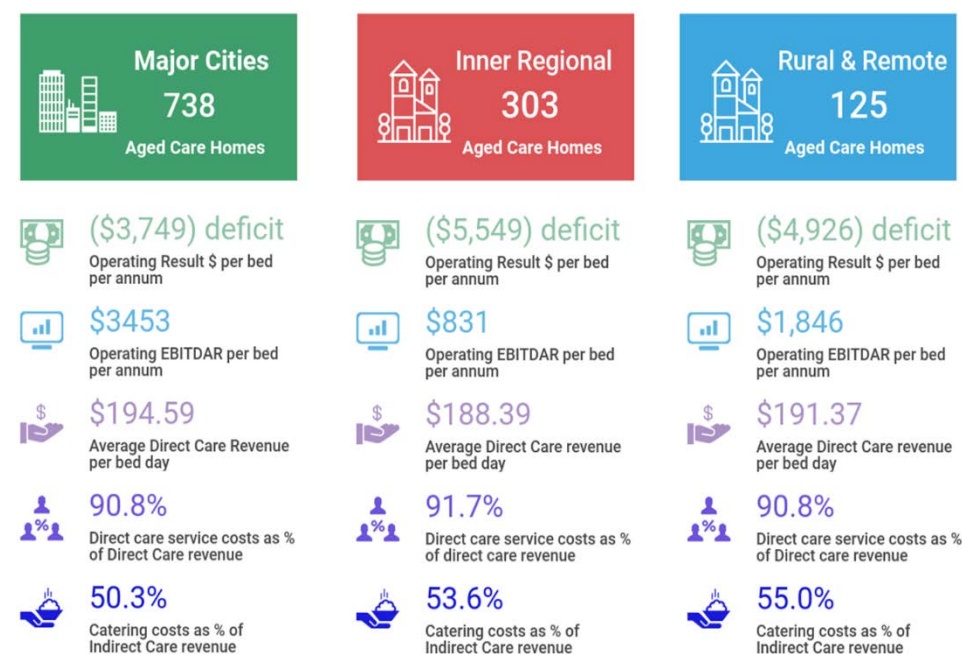 Major Cities
738
Aged Care Homes
($3,749) deficit
Operating Result $ per bed
per annum
$3453
Operating EBITDAR per bed
per annum
$
$194.59
Average Direct Care Revenue
per bed day
%
90.8%
Direct care service costs as %
of Direct Care revenue
50.3%
Catering costs as % of
Indirect Care revenue
Inner Regional
303
Aged Care Homes
($5,549) deficit
Operating Result $ per bed
per annum
$831
Operating EBITDAR per bed
per annum
$
$188.39
Average Direct Care revenue
per bed day
%
91.7%
Direct care service costs as %
of direct care revenue
53.6%
Catering costs as % of
Indirect Care revenue
Rural & Remote
125
Aged Care Homes
($4,926) deficit
Operating Result $ per bed
per annum
$1,846
Operating EBITDAR per bed
per annum
$
$191.37
Average Direct Care revenue
per bed day
%
90.8%
Direct care service costs as %
of Direct care revenue
55.0%
Catering costs as % of
Indirect Care revenue